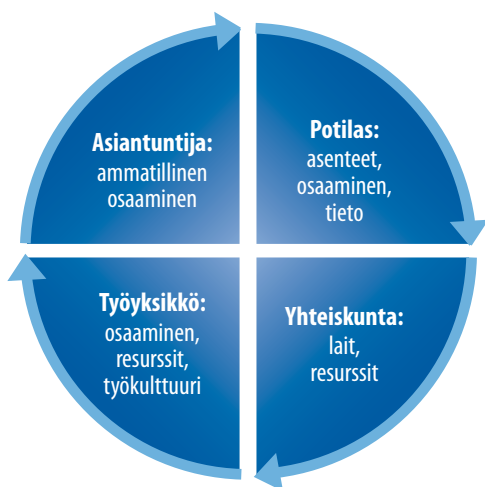 Asiantuntija:
ammatillinen
osaaminen
Potilas:
asenteet,
osaaminen,
tieto
Työyksikkö:
osaaminen,
resurssit,
työkulttuuri
Yhteiskunta:
lait,
resurssit